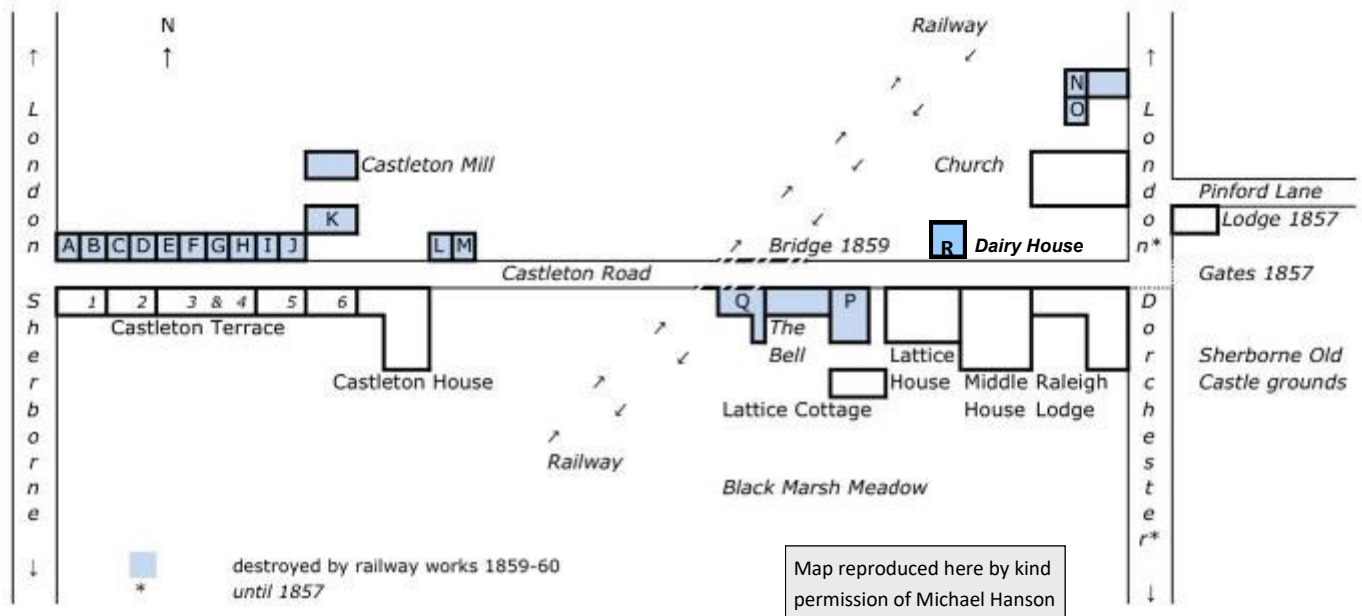 N
↑
Railway
↑
London
Sherborne
↓
↑
London*
Dorchester*
↓
N
O
Castleton Mill
Church
Pinford Lane
K
Lodge 1857
A B C D E F G H I J
L M
Bridge 1859
R
Dairy House
Castleton Road
Gates 1857
1 2 3 & 4 5 6
Q
P
Castleton Terrace
The
Bell
Lattice
House
Middle
House
Raleigh
Lodge
Sherborne Old
Castle grounds
Castleton House
Lattice Cottage
Railway
Black Marsh Meadow
destroyed by railway works 1859-60
* until 1857
Map reproduced here by kind
permission of Michael Hanson